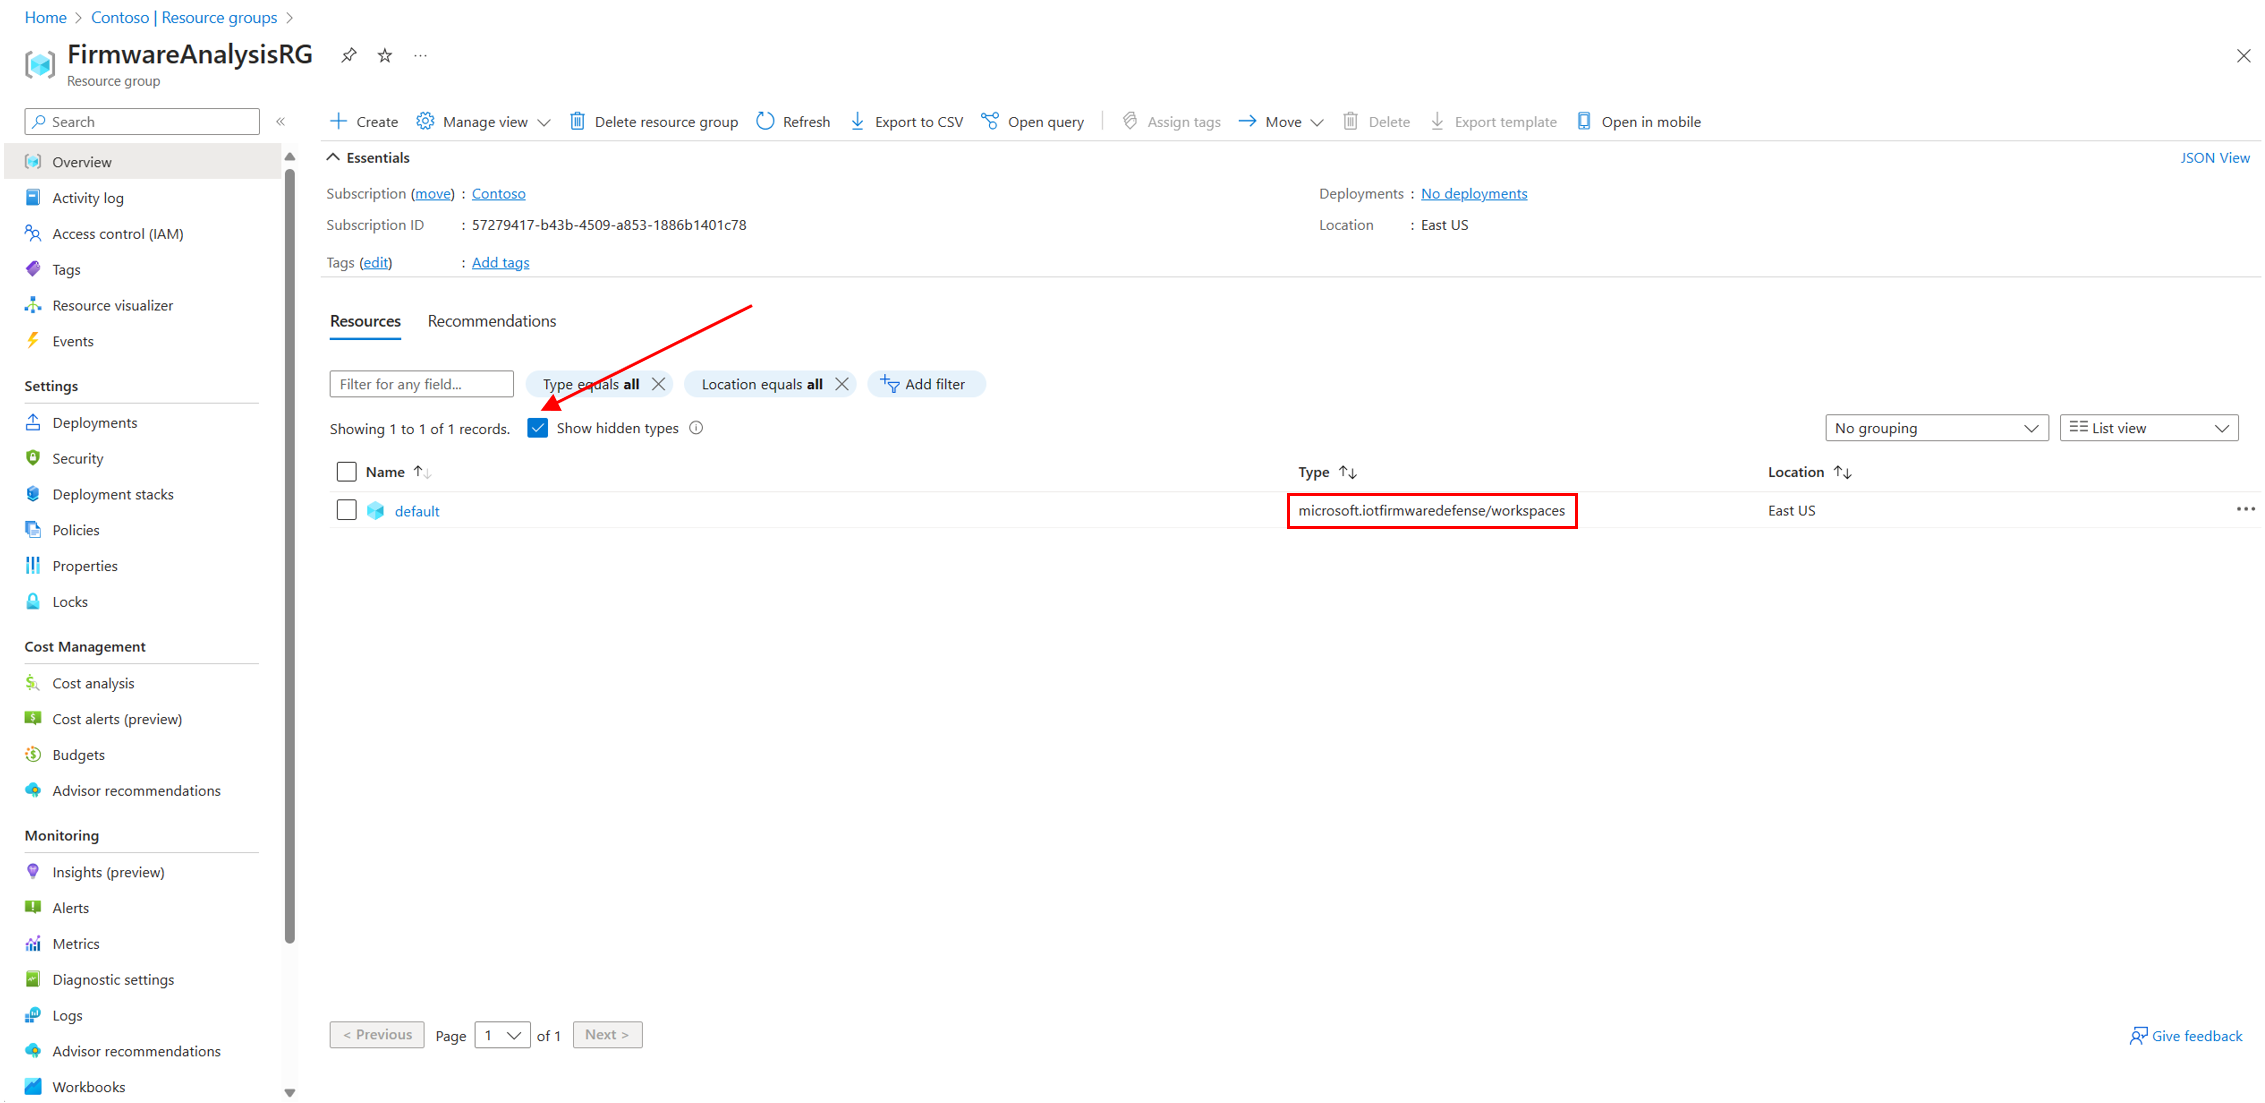 Home > Contoso | Resource groups >
FirmwareAnalysisRG ...
Resource group
Search «
Overview
Activity log
Access control (IAM)
Tags
Resource visualizer
Events
Settings
Deployments
Security
Deployment stacks
Policies
Properties
Locks
Cost Management
Cost analysis
Cost alerts (preview)
Budgets
Advisor recommendations
Monitoring
Insights (preview)
Alerts
Metrics
Diagnostic settings
Logs
Advisor recommendations
Workbooks
Create Manage view Delete resource group Refresh Export to CSV Open query Assign tags Move Delete Export template Open in mobile
Essentials JSON View
Subscription (move) : Contoso
Subscription ID : 57279417-b43b-4509-a853-1886b1401c78
Tags (edit) : Add tags
Deployments : No deployments
Location : East US
Resources Recommendations
Filter for any field... Type equals all Location equals all Add filter
Showing 1 to 1 of 1 records. Show hidden types No grouping List view
Name Type Location
default microsoft.iotfirmwaredefense/workspaces East US
< Previous Page 1 of 1 Next > Give feedback